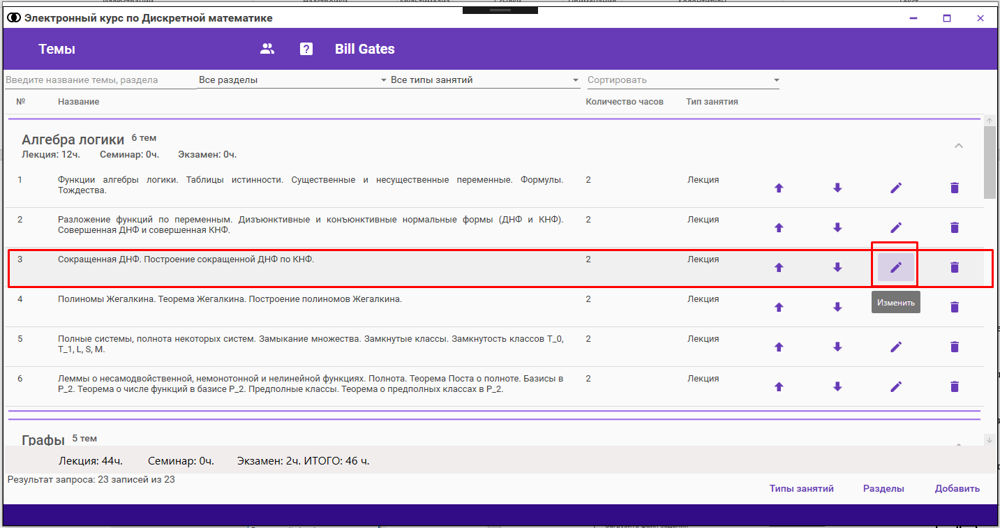 Электронный курс по Дискретной математике
Темы
Bill Gates
Введите название темы, раздела
Все разделы
Все типы занятий
Сортировать
№ Название Количество часов Тип занятия
Алгебра логики 6 тем
Лекция: 12ч. Семинар: 0ч. Экзамен: 0ч.
1 Функции алгебры логики. Таблицы истинности. Существенные и несущественные переменные. Формулы. 2 Лекция
Тождества.
2 Разложение функций по переменным. Дизъюнктивные и конъюнктивные нормальные формы (ДНФ и КНФ). 2 Лекция
Совершенная ДНФ и совершенная КНФ.
3 Сокращенная ДНФ. Построение сокращенной ДНФ по КНФ. 2 Лекция
4 Полиномы Жегалкина. Теорема Жегалкина. Построение полиномов Жегалкина. 2 Лекция
Изменить
5 Полные системы, полнота некоторых систем. Замыкание множества. Замкнутые классы. Замкнутость классов T_0, 2 Лекция
T_1, L, S, M.
6 Леммы о несамодвойственной, немонотонной и нелинейной функциях. Полнота. Теорема Поста о полноте. Базисы в 2 Лекция
P_2. Теорема о числе функций в базисе P_2. Предполные классы. Теорема о предполных классах в P_2.
Графы 5 тем
Лекция: 44ч. Семинар: 0ч. Экзамен: 2ч. ИТОГО: 46 ч.
Результат запроса: 23 записей из 23
Типы занятий Разделы Добавить